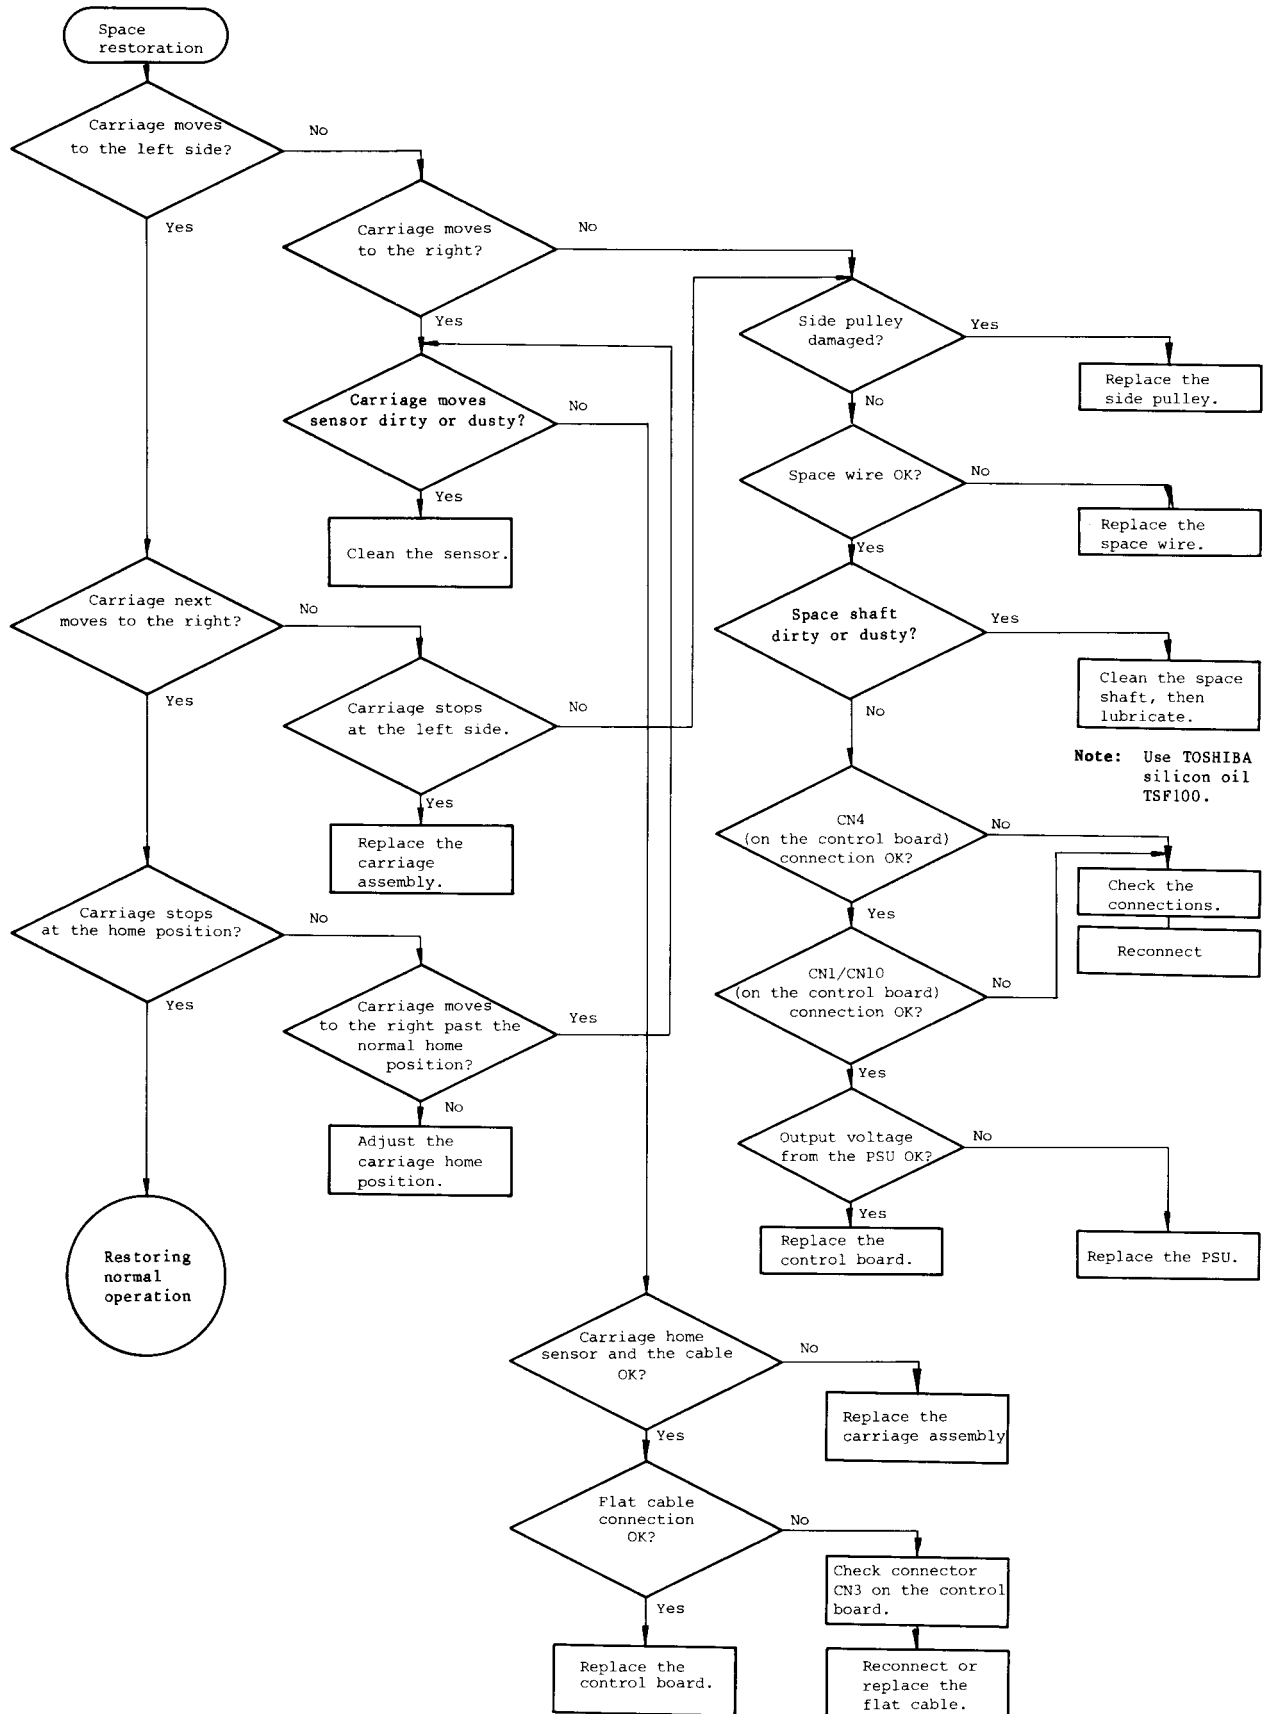 Space
restoration
Carriage moves
to the left side?
No
Yes
Carriage moves
to the right?
No
Yes
Side pulley
damaged?
Yes
No
Replace the
side pulley.
Carriage moves
sensor dirty or dusty?
No
Yes
Clean the sensor.
Space wire OK?
No
Yes
Replace the
space wire.
Carriage next
moves to the right?
No
Yes
Space shaft
dirty or dusty?
Yes
No
Clean the space
shaft, then
lubricate.
Note: Use TOSHIBA
silicon oil
TSF100.
Carriage stops
at the left side.
No
Yes
Replace the
carriage
assembly.
CN4
(on the control board)
connection OK?
No
Yes
Check the
connections.
Reconnect
Carriage stops
at the home position?
No
Yes
CN1/CN10
(on the control board)
connection OK?
No
Yes
Carriage moves
to the right past the
normal home
position?
Yes
No
Adjust the
carriage home
position.
Output voltage
from the PSU OK?
No
Yes
Replace the
control board.
Replace the PSU.
Restoring
normal
operation
Carriage home
sensor and the cable
OK?
No
Yes
Replace the
carriage assembly
Flat cable
connection
OK?
No
Yes
Check connector
CN3 on the control
board.
Replace the
control board.
Reconnect or
replace the
flat cable.